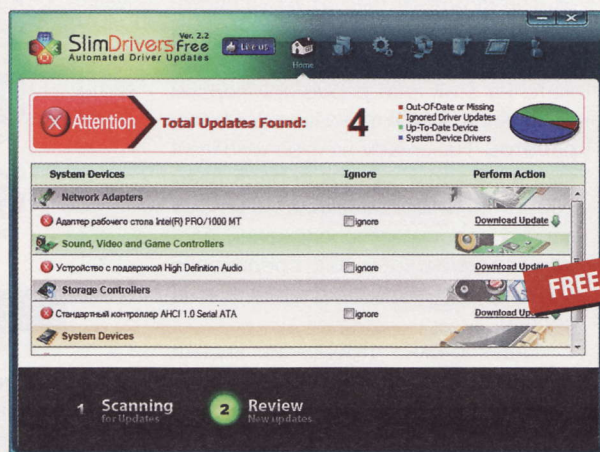 SlimDrivers Free Ver. 2.2
Automated Driver Updates
Like us
Home
Attention
Total Updates Found:
4
Out-Of-Date or Missing
Ignored Driver Updates
Up-To-Date Device
System Device Drivers
System Devices Ignore Perform Action
Network Adapters
Адаптер рабочего стола Intel(R) PRO/1000 MT ignore Download Update
Sound, Video and Game Controllers
Устройство с поддержкой High Definition Audio ignore Download Update
FREE
Storage Controllers
Стандартный контроллер AHCI 1.0 Serial ATA ignore Download Update
System Devices
1 Scanning
for Updates
2 Review
New updates